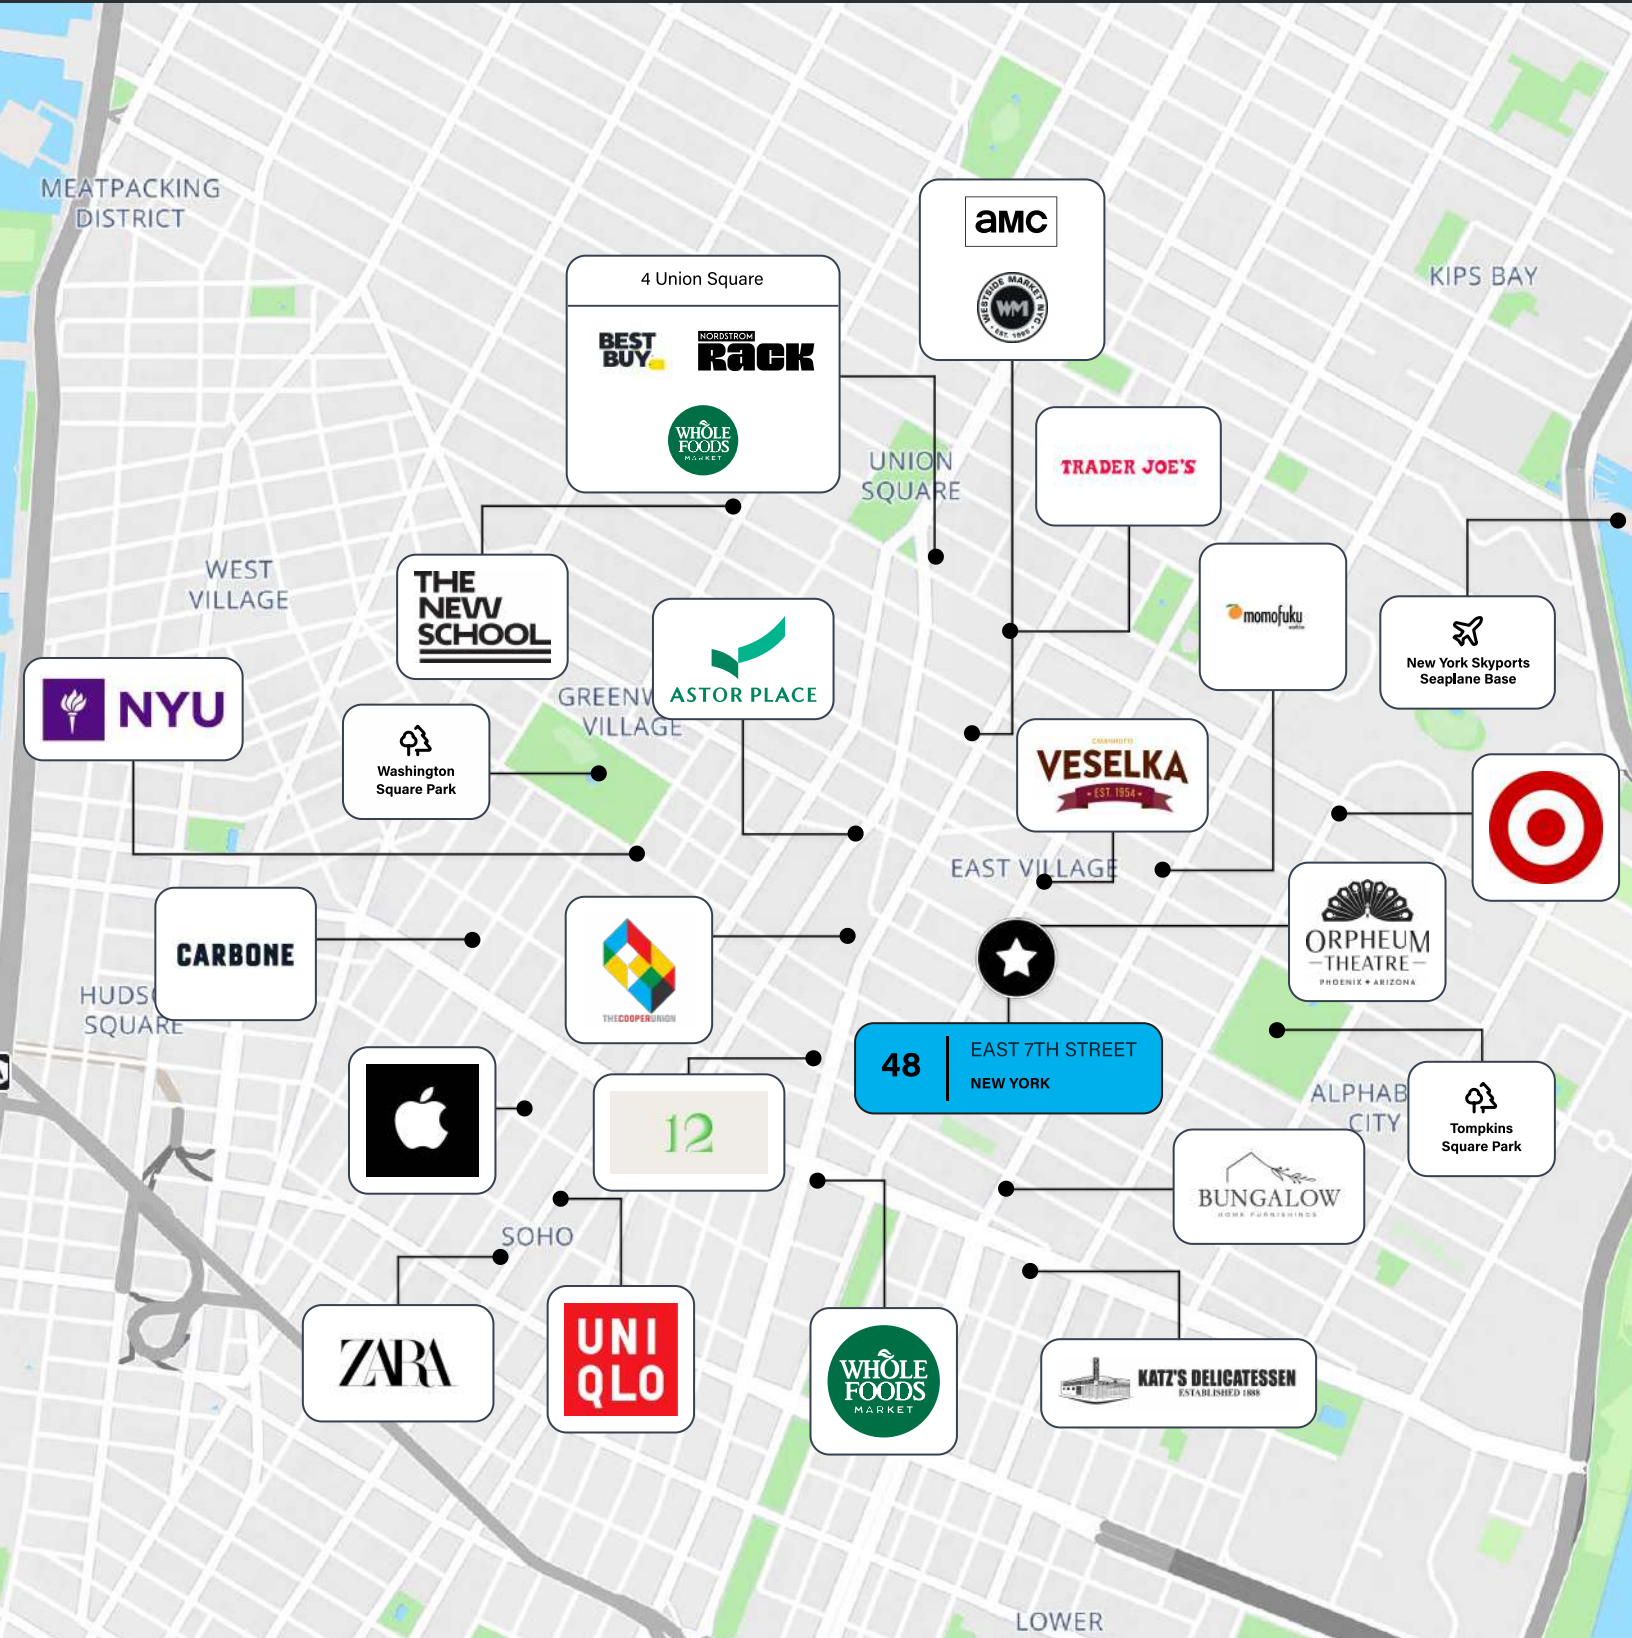 MEATPACKING
DISTRICT
aMC
WESTSIDE MARKET NYC
WM
EST. 1965
KIPS BAY
4 Union Square
BEST
BUY
NORDSTROM
RACK
WHOLE
FOODS
MARKET
UNION
SQUARE
TRADER JOE'S
WEST
VILLAGE
THE
NEW
SCHOOL
momofuku
New York Skyports
Seaplane Base
ASTOR PLACE
GREENW
VILLAGE
NYU
Washington
Square Park
VESELKA
EST. 1954
EAST VILLAGE
CARBONE
THECOOPERUNION
ORPHEUM
THEATRE
PHOENIX ARIZONA
HUDS
SQUARE
48
EAST 7TH STREET
NEW YORK
ALPHAB
CITY
Tompkins
Square Park
12
BUNGALOW
HOME FURNISHINGS
SOHO
ZARA
UNI
QLO
WHOLE
FOODS
MARKET
KATZ'S DELICATESSEN
ESTABLISHED 1888
LOWER